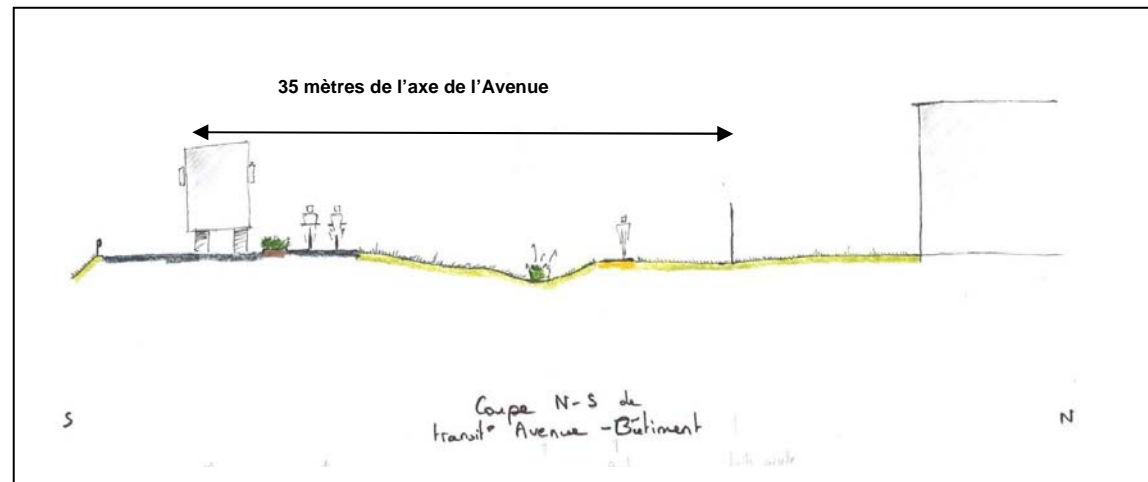 35 mètres de l'axe de l'Avenue
S
Coupe N-S de
transit° Avenue - Bâtiment
N